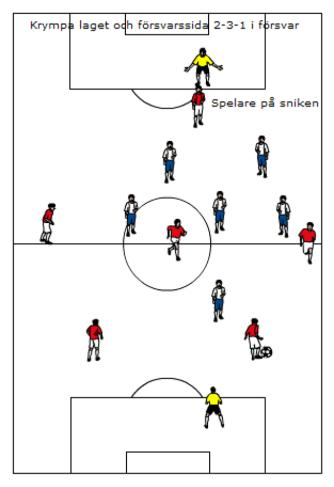 Krympa laget och försvarssida 2-3-1 i försvar
Spelare på sniken